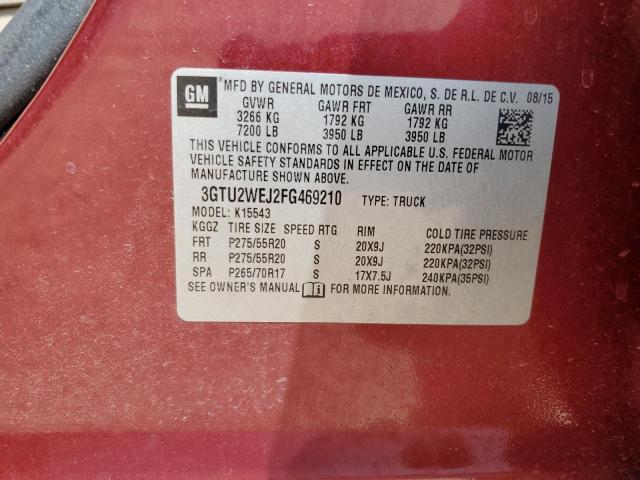 GM
MFD BY GENERAL MOTORS DE MEXICO, S. DE R.L. DE C.V. 08/15
GVWR GAWR FRT GAWR RR
3266 KG 1792 KG 1792 KG
7200 LB 3950 LB 3950 LB
THIS VEHICLE CONFORMS TO ALL APPLICABLE U.S. FEDERAL MOTOR
VEHICLE SAFETY STANDARDS IN EFFECT ON THE DATE OF
MANUFACTURE SHOWN ABOVE.
3GTU2WEJ2FG469210 TYPE: TRUCK
MODEL: K15543
KGGZ TIRE SIZE SPEED RTG RIM COLD TIRE PRESSURE
FRT P275/55R20 S 20X9J 220KPA(32PSI)
RR P275/55R20 S 20X9J 220KPA(32PSI)
SPA P265/70R17 S 17X7.5J 240KPA(35PSI)
SEE OWNER'S MANUAL FOR MORE INFORMATION.